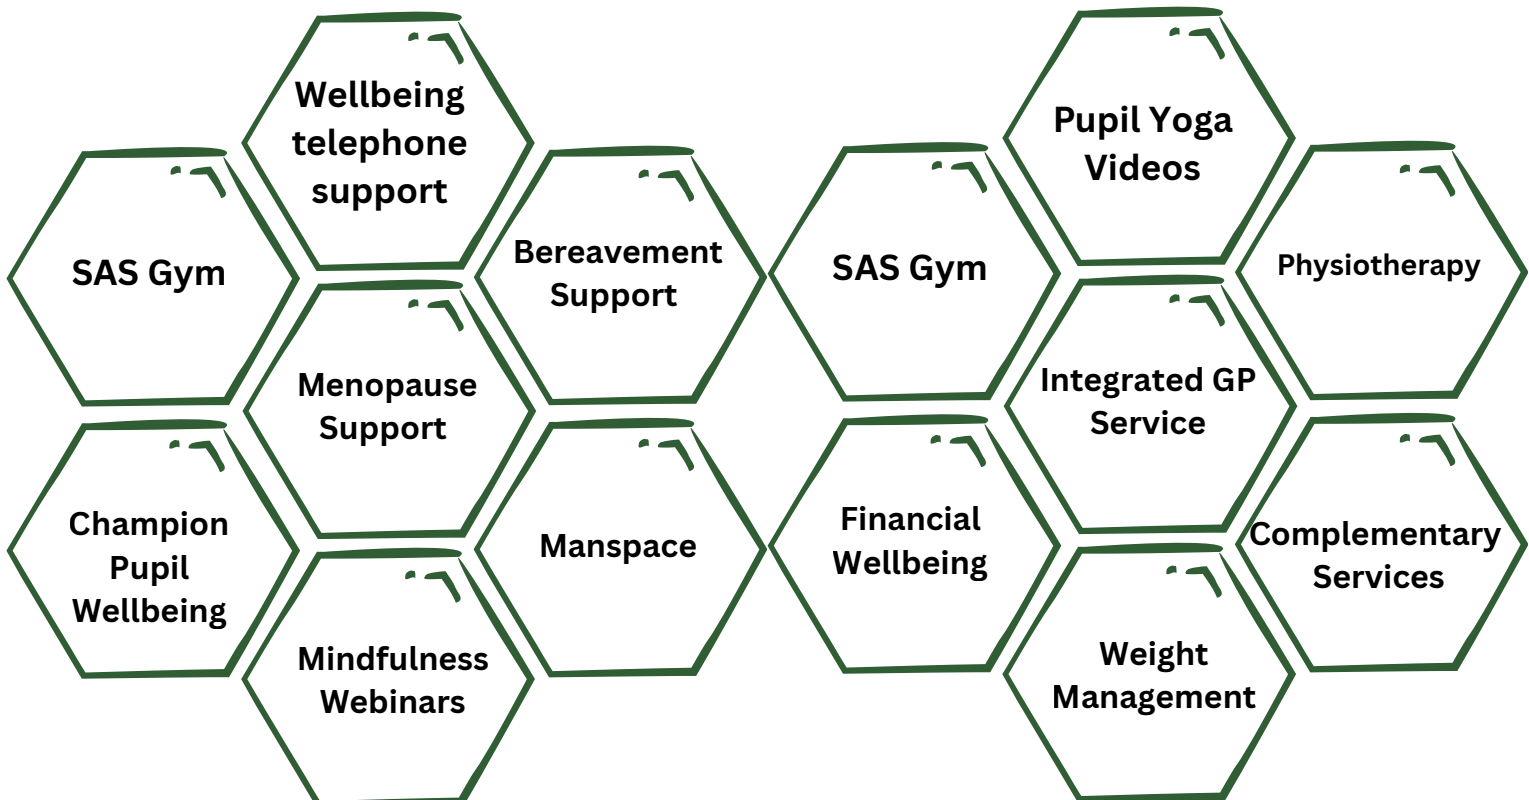 Wellbeing
telephone
support
SAS Gym
Bereavement
Support
Menopause
Support
Champion
Pupil
Wellbeing
Manspace
Mindfulness
Webinars
Pupil Yoga
Videos
SAS Gym
Physiotherapy
Integrated GP
Service
Financial
Wellbeing
Complementary
Services
Weight
Management